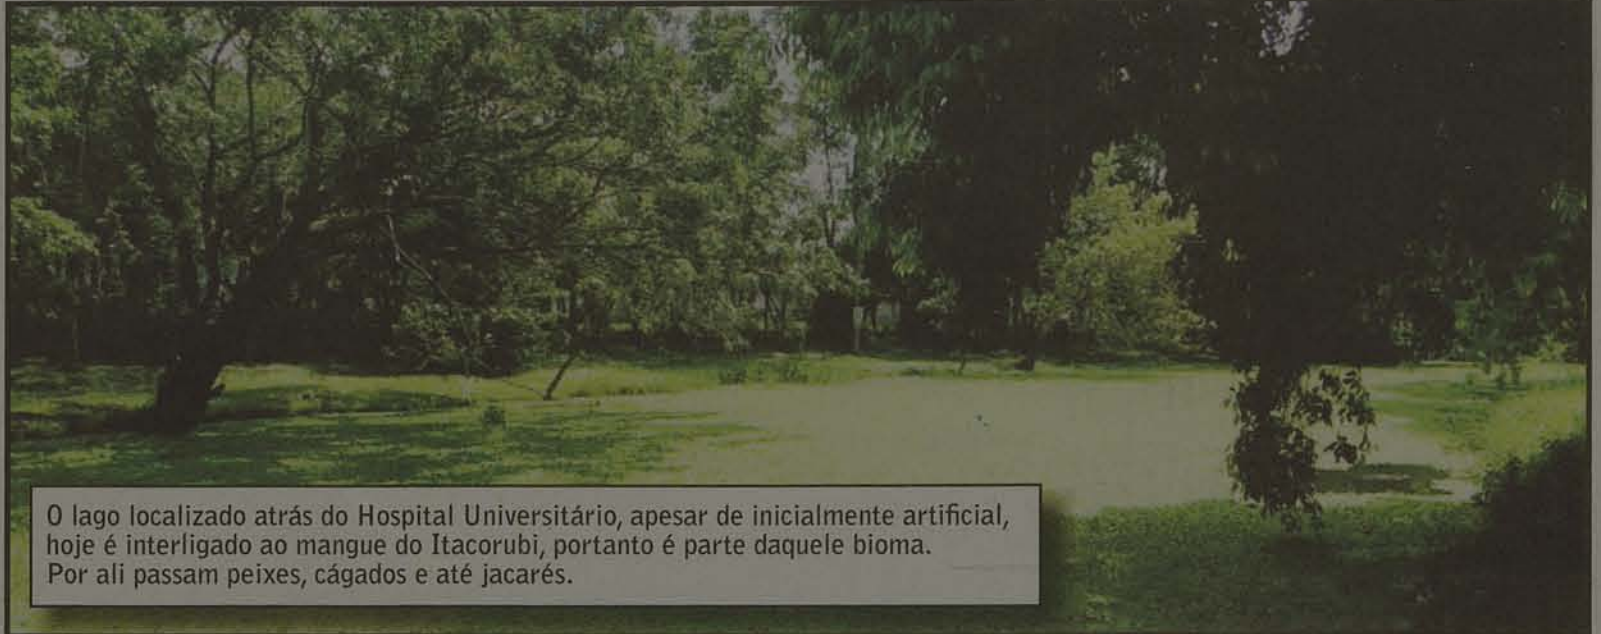 O lago localizado atrás do Hospital Universitário, apesar de inicialmente artificial,
hoje é interligado ao mangue do Itacorubi, portanto é parte daquele bioma.
Por ali passam peixes, cágados e até jacarés.